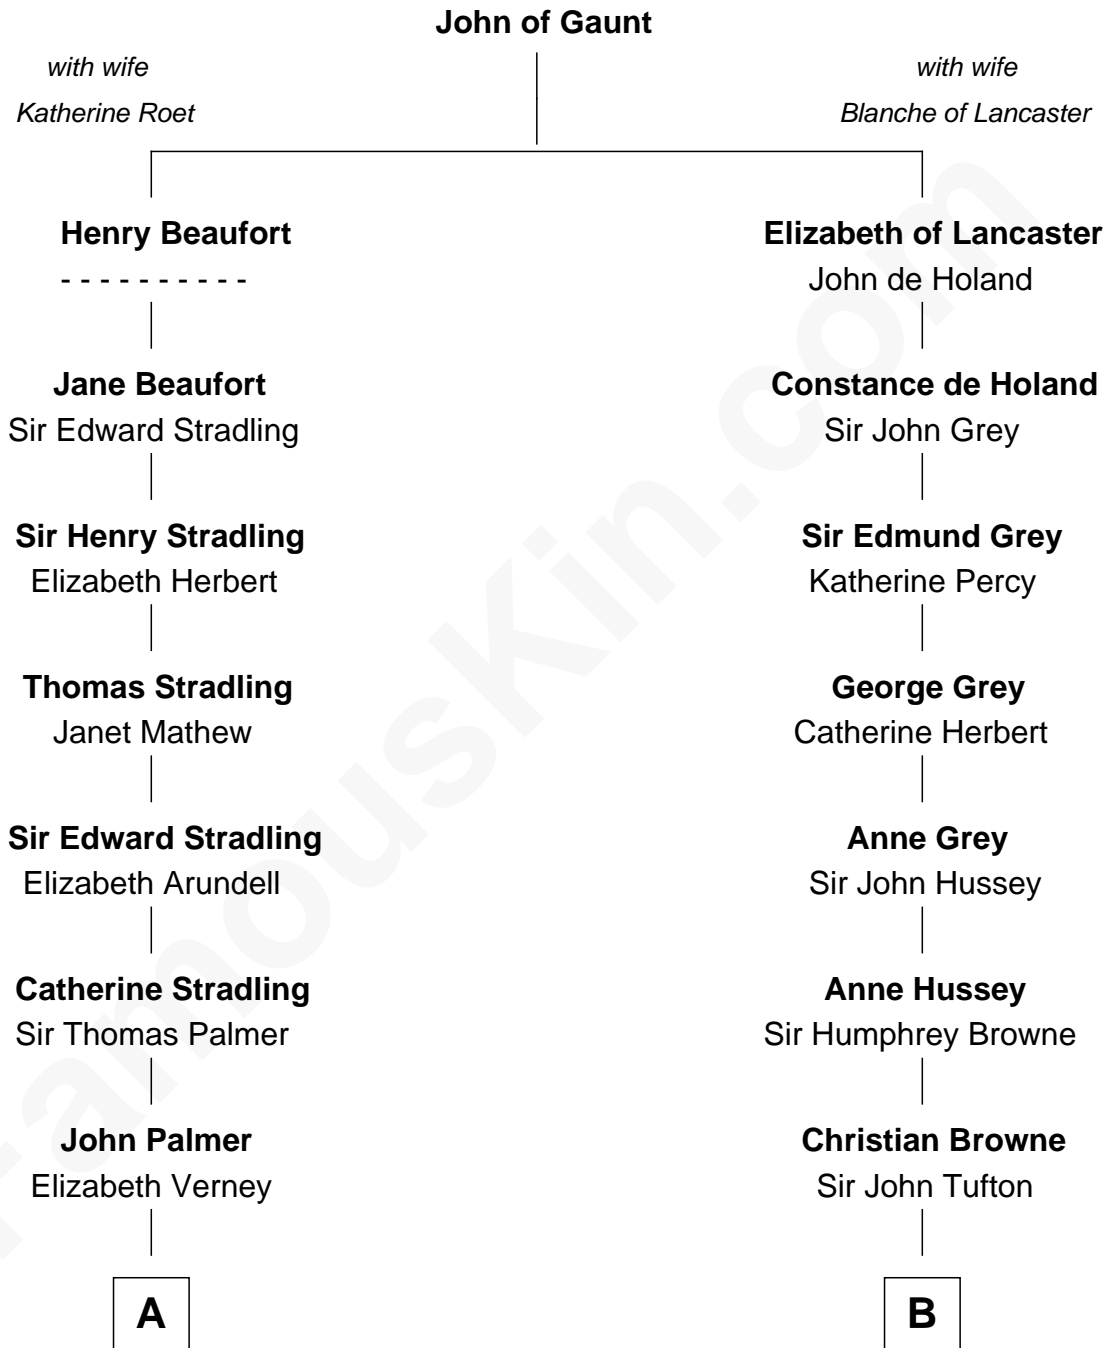 John of Gaunt
with wife
Katherine Roet
with wife
Blanche of Lancaster
Henry Beaufort
- - - - - - - - - -
Elizabeth of Lancaster
John de Holand
Jane Beaufort
Sir Edward Stradling
Constance de Holand
Sir John Grey
Sir Henry Stradling
Elizabeth Herbert
Sir Edmund Grey
Katherine Percy
Thomas Stradling
Janet Mathew
George Grey
Catherine Herbert
Sir Edward Stradling
Elizabeth Arundell
Anne Grey
Sir John Hussey
Catherine Stradling
Sir Thomas Palmer
Anne Hussey
Sir Humphrey Browne
John Palmer
Elizabeth Verney
Christian Browne
Sir John Tufton
A
B
FamousKin.com